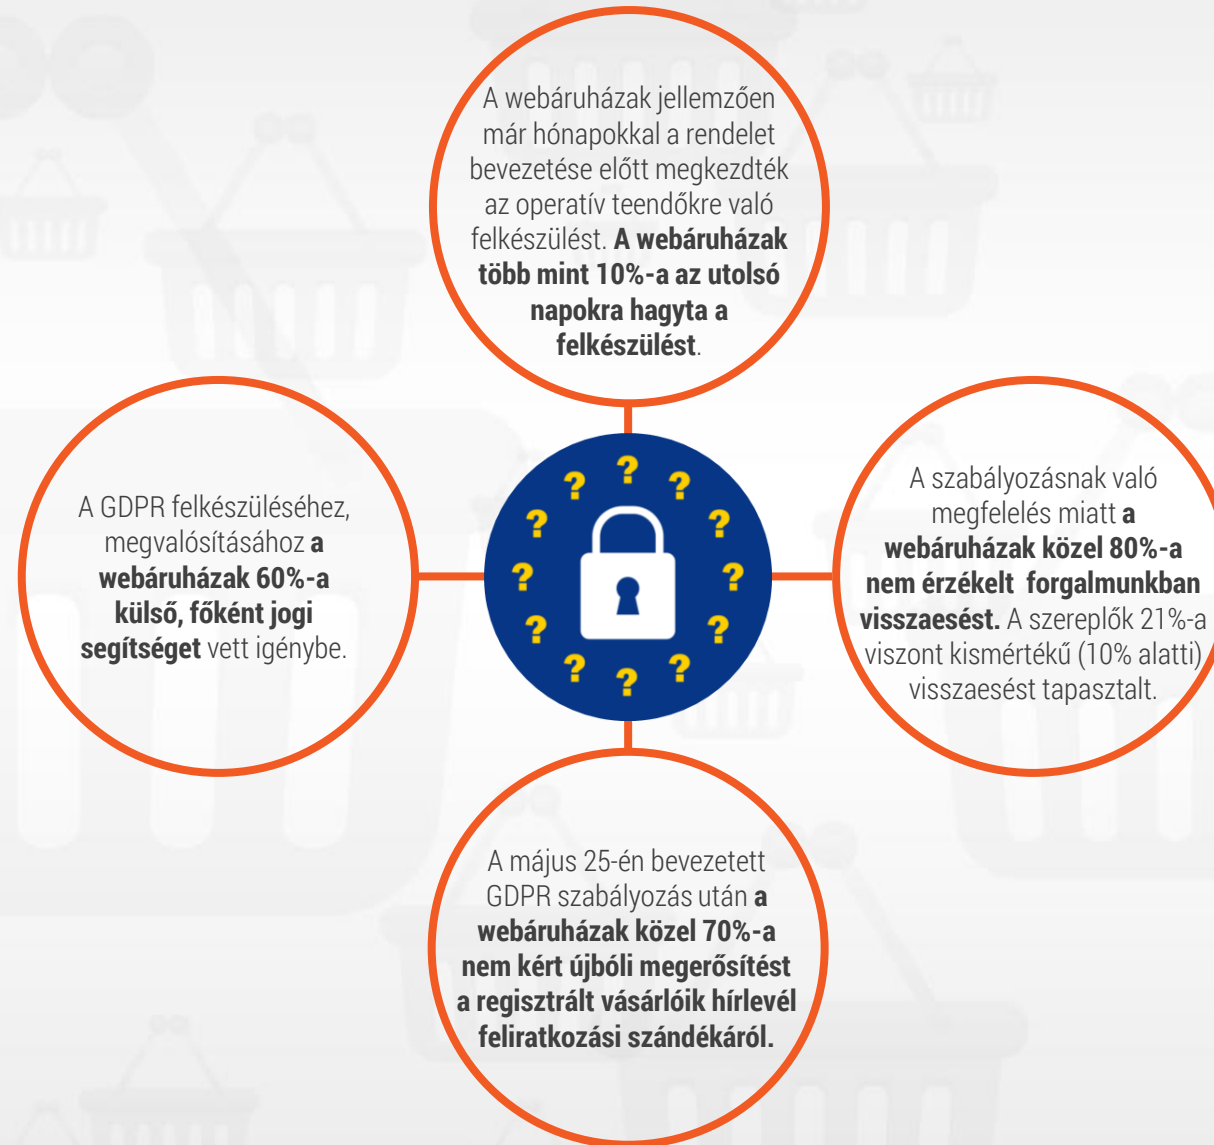 A webáruházak jellemzően
már hónapokkal a rendelet
bevezetése előtt megkezdték
az operatív teendőkre való
felkészülést. A webáruházak
több mint 10%-a az utolsó
napokra hagyta a
felkészülést.
A GDPR felkészüléséhez,
megvalósításához a
webáruházak 60%-a
külső, főként jogi
segítséget vett igénybe.
? ? ? ? ? ? ? ? ? ? ? ?
A szabályozásnak való
megfelelés miatt a
webáruházak közel 80%-a
nem érzékelt forgalmunkban
visszaesést. A szereplők 21%-a
viszont kismértékű (10% alatti)
visszaesést tapasztalt.
A május 25-én bevezetett
GDPR szabályozás után a
webáruházak közel 70%-a
nem kért újbóli megerősítést
a regisztrált vásárlóik hírlevél
feliratkozási szándékáról.